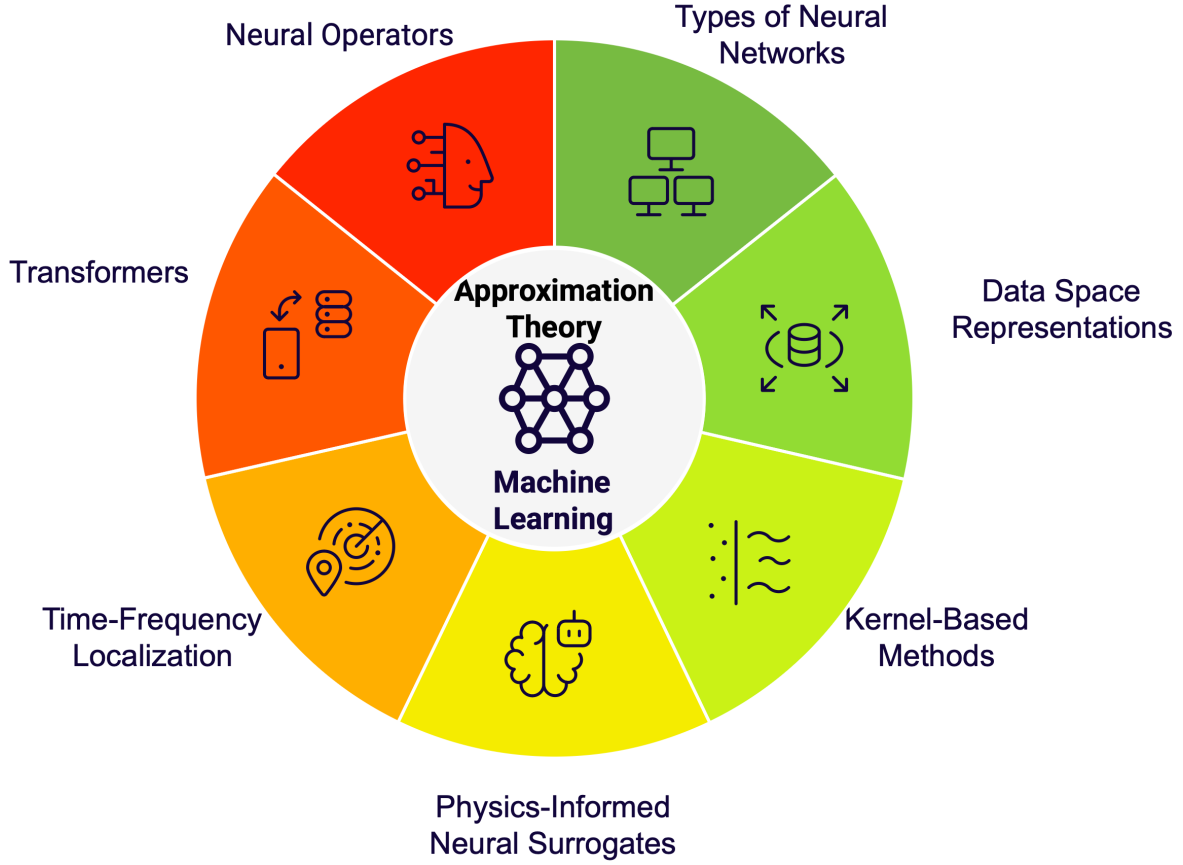 Neural Operators
Types of Neural
Networks
Transformers
Data Space
Representations
Approximation
Theory
Machine
Learning
Time-Frequency
Localization
Kernel-Based
Methods
Physics-Informed
Neural Surrogates